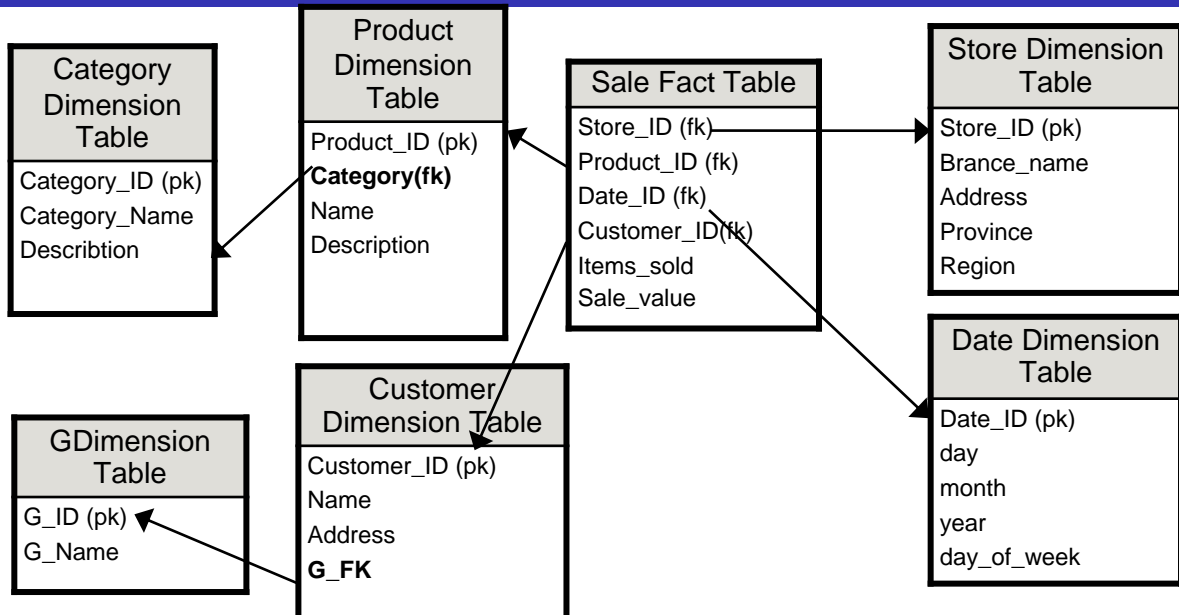 Category
Dimension
Table
Category_ID (pk)
Category_Name
Describtion
Product
Dimension
Table
Product_ID (pk)
Category(fk)
Name
Description
Sale Fact Table
Store_ID (fk)
Product_ID (fk)
Date_ID (fk)
Customer_ID(fk)
Items_sold
Sale_value
Store Dimension
Table
Store_ID (pk)
Brance_name
Address
Province
Region
GDimension
Table
G_ID (pk)
G_Name
Customer
Dimension Table
Customer_ID (pk)
Name
Address
G_FK
Date Dimension
Table
Date_ID (pk)
day
month
year
day_of_week